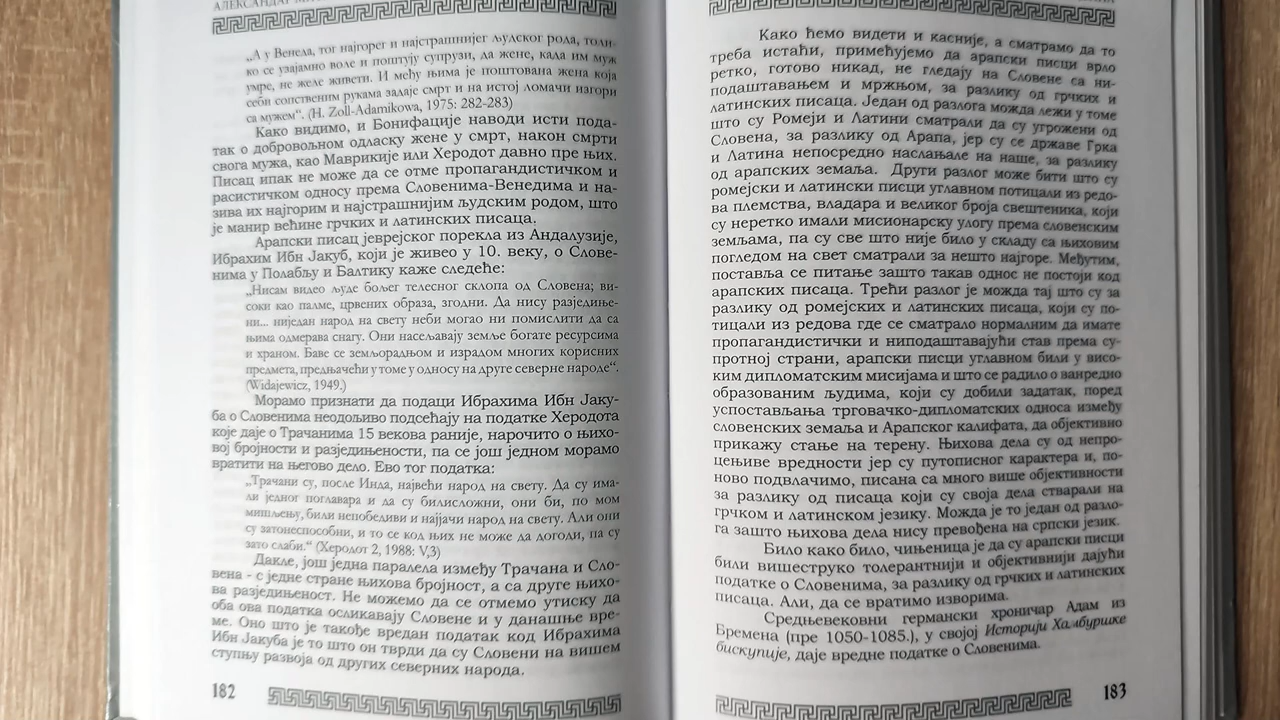 АЛЕКСАНДАР
„А у Венеда, тог најгорег и најстрашнијег људског рода, толи-
ко се узајамно воле и поштују супрузи, да жене, када им муж
умре, не желе живети. И међу њима је поштована жена која
себи сопственим рукама задаје смрт и на истој ломачи изгори
са мужем“. (H. Zoll-Adamikowa, 1975: 282-283)
Како видимо, и Бонифације наводи исти пода-
так о добровољном одласку жене у смрт, након смрти
свога мужа, као Маврикије или Херодот давно пре њих.
Писац ипак не може да се отме пропагандистичком и
расистичком односу према Словенима-Венедима и на-
зива их најгорим и најстрашнијим људским родом, што
је манир већине грчких и латинских писаца.
Арапски писац јеврејског порекла из Андалузије,
Ибрахим Ибн Јакуб, који је живео у 10. веку, о Слове-
нима у Полабљу и Балтику каже следеће:
„Нисам видео људе бољег телесног склопа од Словена; ви-
соки као палме, црвених образа, згодни. Да нису разједиње-
ни... ниједан народ на свету неби могао ни помислити да са
њима одмерава снагу. Они насељавају земље богате ресурсима
и храном. Баве се земљорадњом и израдом многих корисних
предмета, предњачећи у томе у односу на друге северне народе“.
(Widajewicz, 1949.)
Морамо признати да подаци Ибрахима Ибн Јаку-
ба о Словенима неодољиво подсећају на податке Херодота
које даје о Трачанима 15 векова раније, нарочито о њихо-
вој бројности и разједињености, па се још једном морамо
вратити на његово дело. Ево тог податка:
„Трачани су, после Инда, највећи народ на свету. Да су има-
ли једног поглавара и да су билисложни, они би, по мом
мишљењу, били непобедиви и најјачи народ на свету. Али они
су затонеспособни, и то се код њих не може да догоди, па су
зато слаби.“ (Херодот 2, 1988: V,3)
Дакле, још једна паралела између Трачана и Сло-
вена - с једне стране њихова бројност, а са друге њихо-
ва разједињеност. Не можемо да се отмемо утиску да
оба ова податка осликавају Словене и у данашње вре-
ме. Оно што је такође вредан податак код Ибрахима
Ибн Јакуба је то што он тврди да су Словени на вишем
ступњу развоја од других северних народа.
182
Како ћемо видети и касније, а сматрамо да то
треба истаћи, примећујемо да арапски писци врло
ретко, готово никад, не гледају на Словене са ни-
подаштавањем и мржњом, за разлику од грчких и
латинских писаца. Један од разлога можда лежи у томе
што су Ромеји и Латини сматрали да су угрожени од
Словена, за разлику од Арапа, јер су се државе Грка
и Латина непосредно наслањале на наше, за разлику
од арапских земаља. Други разлог може бити што су
ромејски и латински писци углавном потицали из редо-
ва племства, владара и великог броја свештеника, који
су неретко имали мисионарску улогу према словенским
земљама, па су све што није било у складу са њиховим
погледом на свет сматрали за нешто најгоре. Међутим,
поставља се питање зашто такав однос не постоји код
арапских писаца. Трећи разлог је можда тај што су за
разлику од ромејских и латинских писаца, који су по-
тицали из редова где се сматрало нормалним да имате
пропагандистички и ниподаштавајући став према су-
протној страни, арапски писци углавном били у висо-
ким дипломатским мисијама и што се радило о ванредно
образованим људима, који су добили задатак, поред
успостављања трговачко-дипломатских односа између
словенских земаља и Арапског калифата, да објективно
прикажу стање на терену. Њихова дела су од непро-
цењиве вредности јер су путописног карактера и, по-
ново подвлачимо, писана са много више објективности
за разлику од писаца који су своја дела стварали на
грчком и латинском језику. Можда је то један од разло-
га зашто њихова дела нису превођена на српски језик.
Било како било, чињеница је да су арапски писци
били вишеструко толерантнији и објективнији дајући
податке о Словенима, за разлику од грчких и латинских
писаца. Али, да се вратимо изворима.
Средњевековни германски хроничар Адам из
Бремена (пре 1050-1085.), у својој Историји Хамбуршке
бискупије, даје вредне податке о Словенима.
183